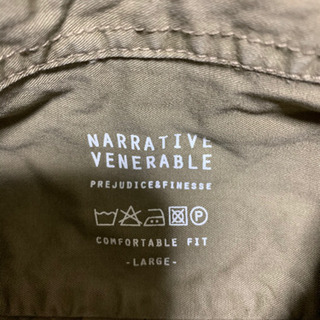 NARRATIVE
VENERABLE
PREJUDICE&FINESSE
P
COMFORTABLE FIT
-LARGE-